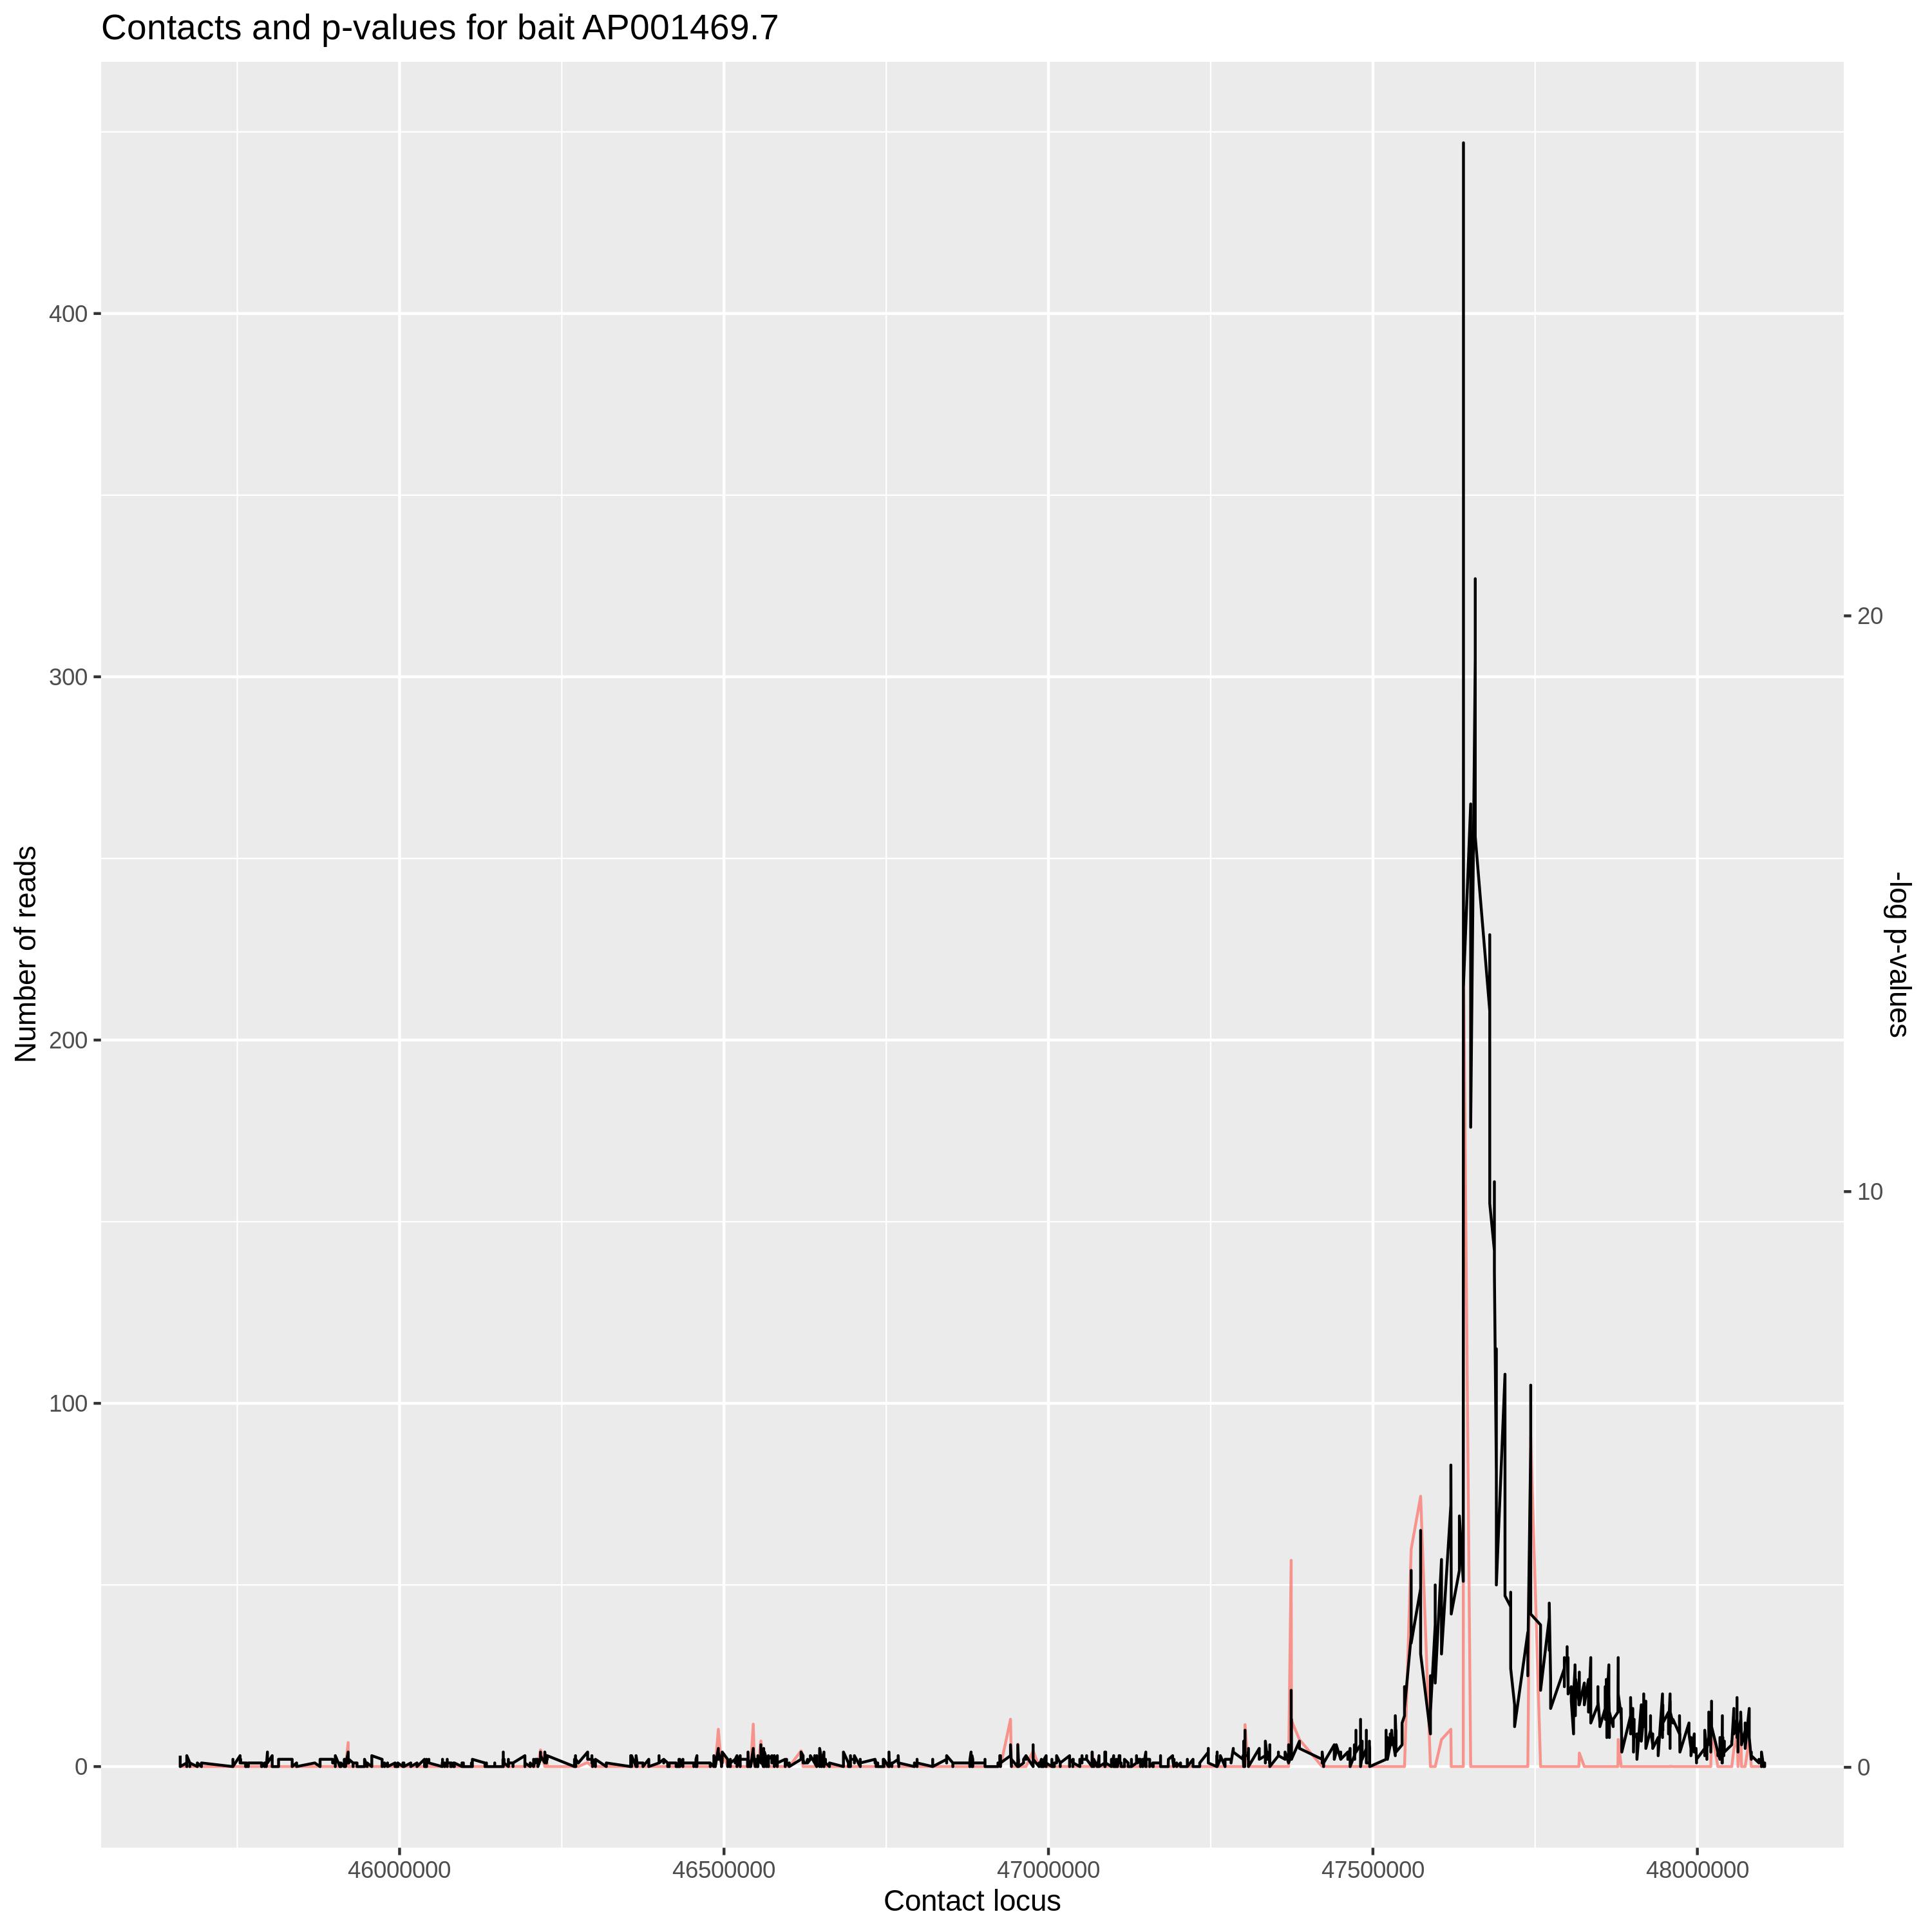 Contacts and p-values for bait AP001469.7
400
300
200
100
0
Number of reads
20
10
0
-log p-values
46000000 46500000 47000000 47500000 48000000
Contact locus